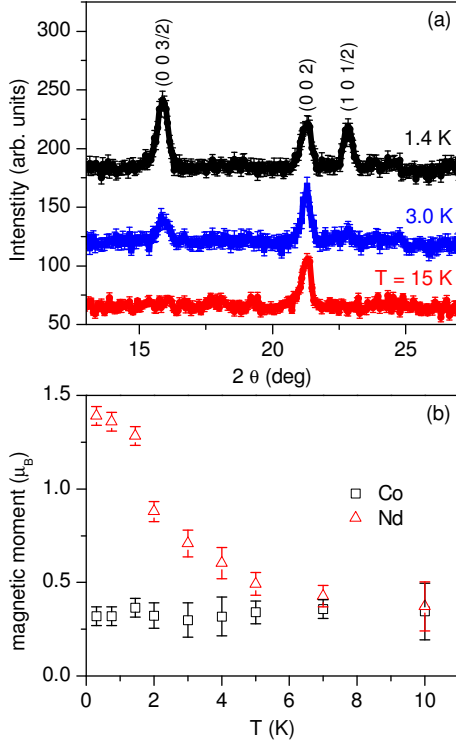 (a)
300
250
200
150
100
50
Intenstity (arb. units)
(0 0 3/2)
(0 0 2)
(1 0 1/2)
1.4 K
3.0 K
T = 15 K
15
20
25
2 θ (deg)
(b)
1.5
1.0
0.5
0.0
magnetic moment (μB)
Co
Nd
0
2
4
6
8
10
T (K)